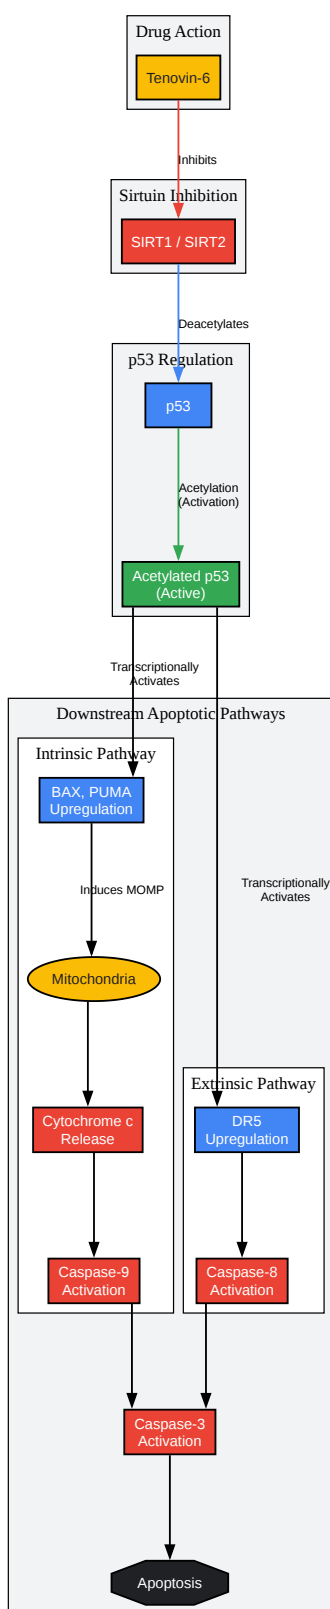 Drug Action
Tenovin-6
Inhibits
Sirtuin Inhibition
SIRT1 / SIRT2
Deacetylates
p53 Regulation
p53
Acetylation
(Activation)
Acetylated p53
(Active)
Transcriptionally
Activates
Downstream Apoptotic Pathways
Intrinsic Pathway
BAX, PUMA
Upregulation
Induces MOMP
Transcriptionally
Activates
Mitochondria
Extrinsic Pathway
Cytochrome c
Release
DR5
Upregulation
Caspase-9
Activation
Caspase-8
Activation
Caspase-3
Activation
Apoptosis